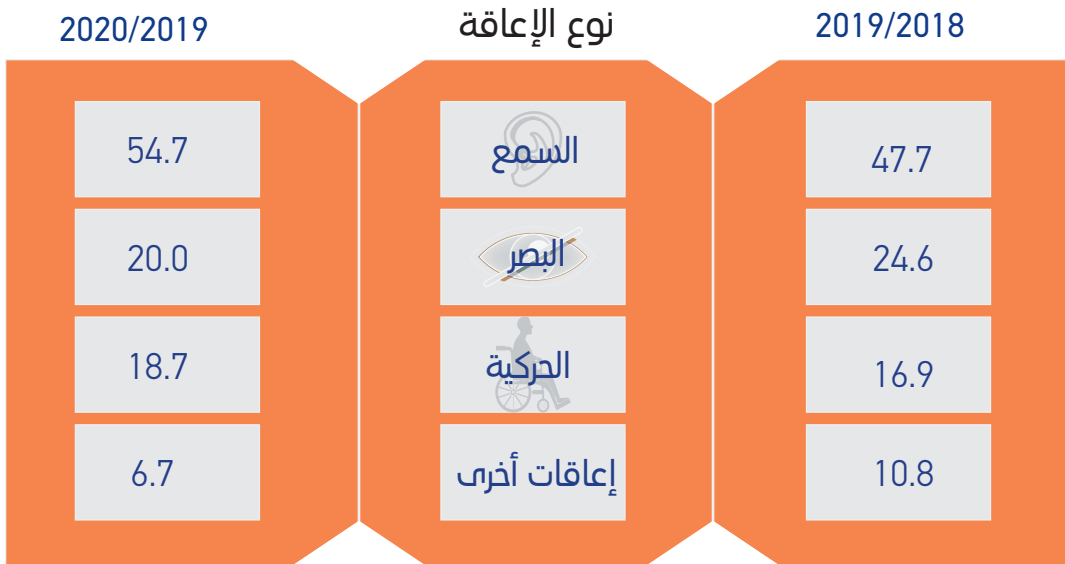 2019/2018 نوع الإعاقة 2020/2019
47.7 السمع 54.7
24.6 البصر 20.0
16.9 الحركية 18.7
10.8 إعاقات أخرى 6.7